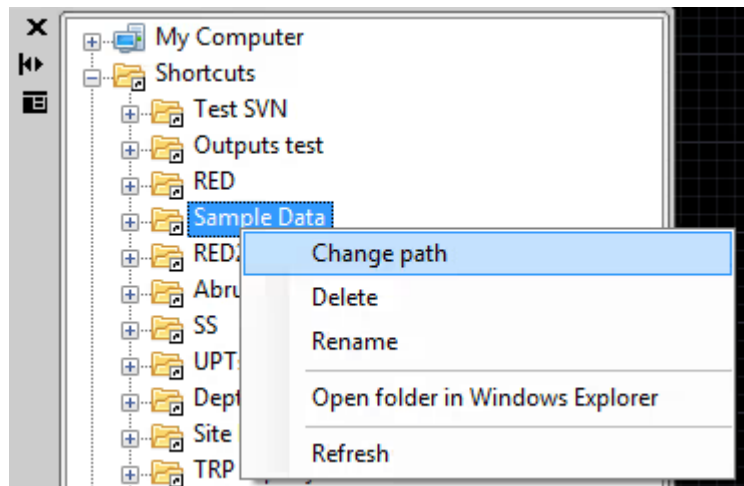 My Computer
Shortcuts
Test SVN
Outputs test
RED
Sample Data
Change path
Delete
Rename
SS
Open folder in Windows Explorer
Site
Refresh
TRP